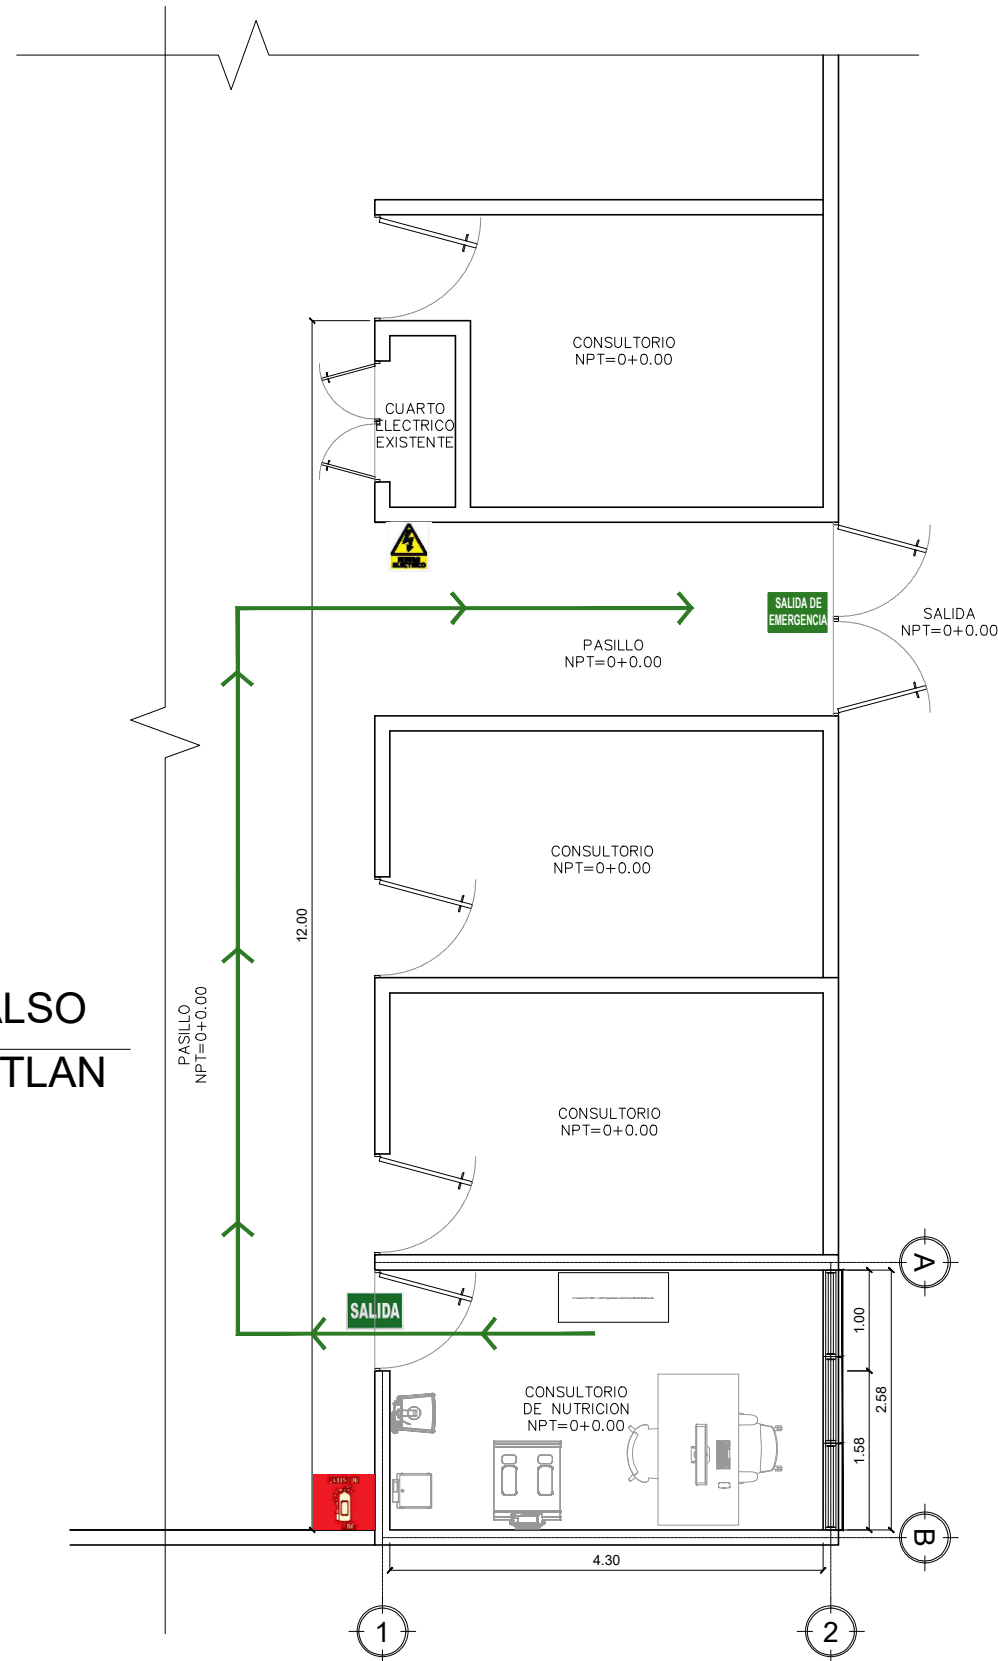 CONSULTORIO
NPT=0+0.00
CUARTO
ELECTRICO
EXISTENTE
SALIDA DE
EMERGENCIA
SALIDA
NPT=0+0.00
PASILLO
NPT=0+0.00
CONSULTORIO
NPT=0+0.00
12.00
ALSO
TLAN
PASILLO
NPT=0+0.00
CONSULTORIO
NPT=0+0.00
A
SALIDA
1.00
2.58
1.58
CONSULTORIO
DE NUTRICION
NPT=0+0.00
B
4.30
1
2